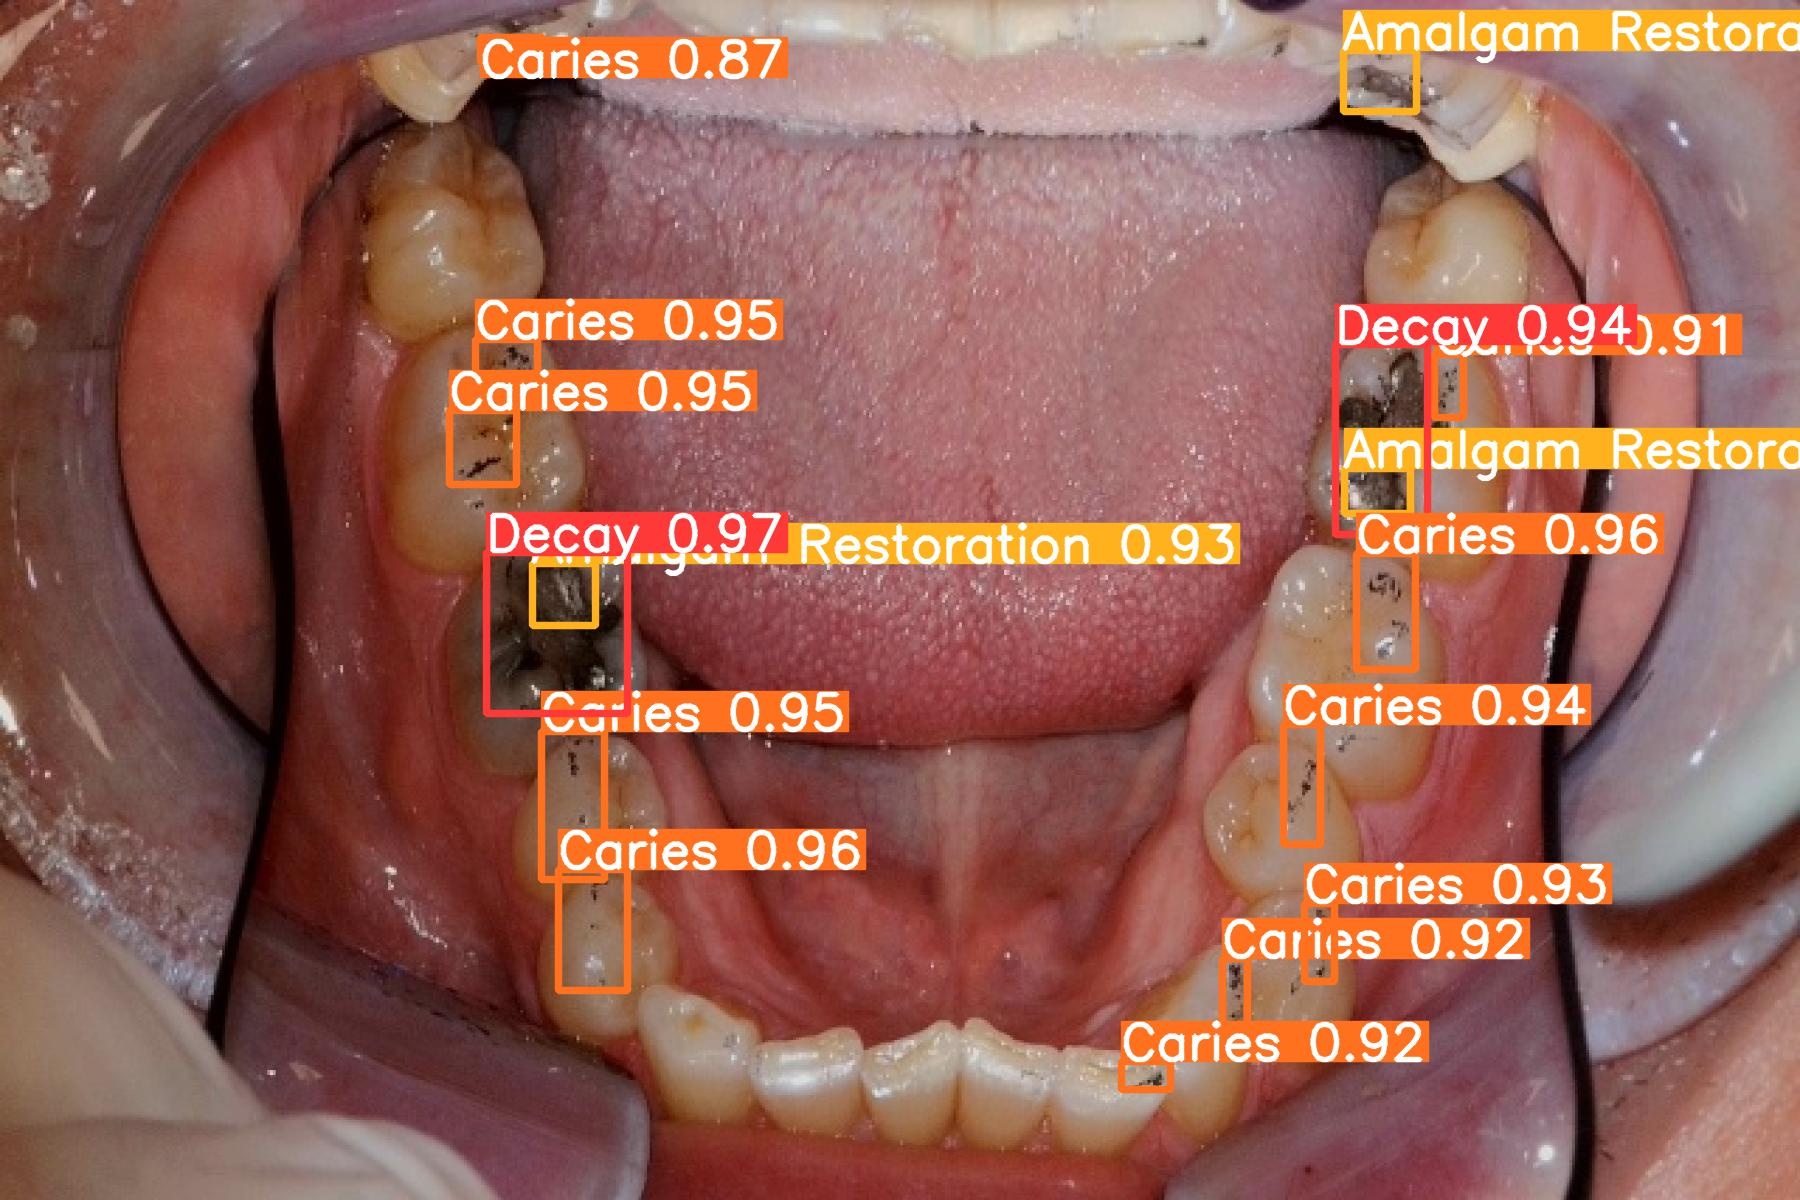 Amalgam Restora
Caries 0.87
Caries 0.95
Decay 0.94
0.91
Caries 0.95
Amalgam Restora
Decay 0.97
Restoration 0.93
Caries 0.96
Caries 0.95
Caries 0.94
Caries 0.96
Caries 0.93
Caries 0.92
Caries 0.92